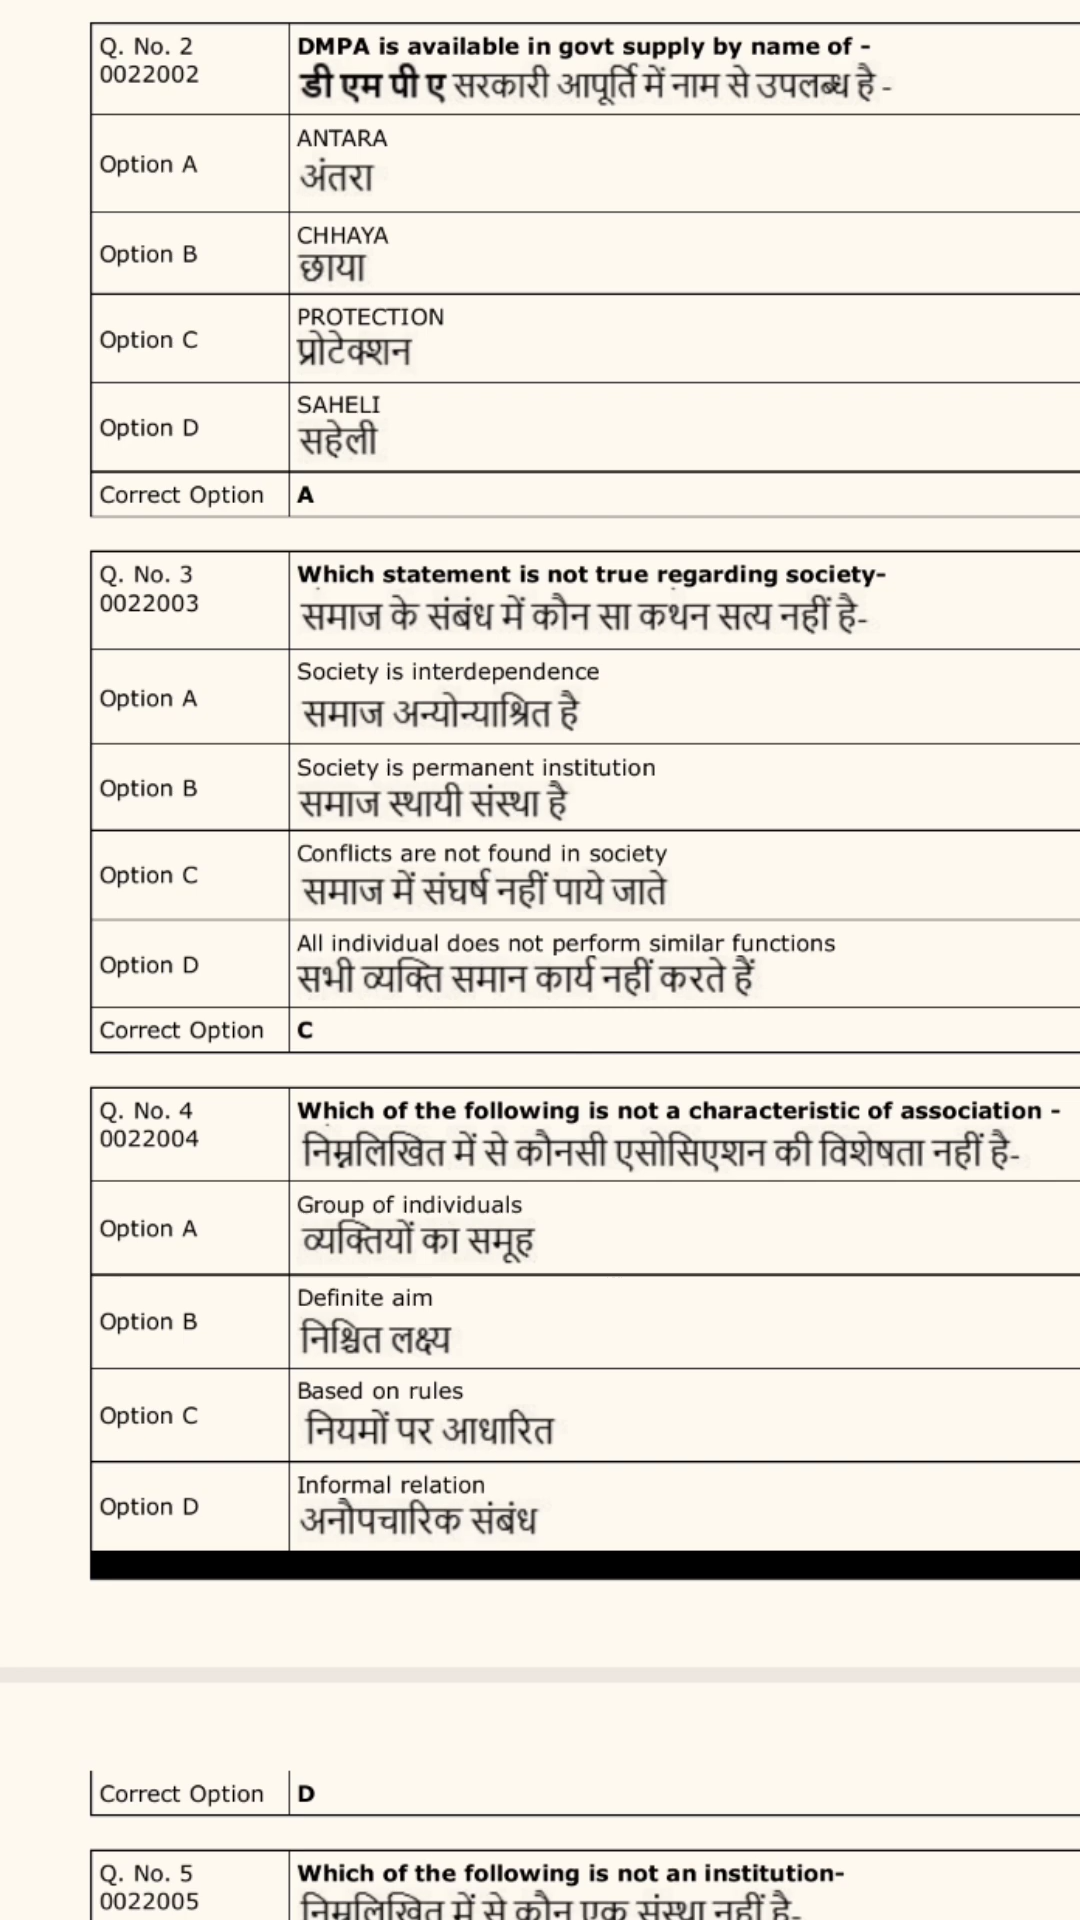 Q. No. 2
0022002
DMPA is available in govt supply by name of -
डी एम पी ए सरकारी आपूर्ति में नाम से उपलब्ध है -
Option A
ANTARA
अंतरा
Option B
CHHAYA
छाया
Option C
PROTECTION
प्रोटेक्शन
Option D
SAHELI
सहेली
Correct Option
A
Q. No. 3
0022003
Which statement is not true regarding society-
समाज के संबंध में कौन सा कथन सत्य नहीं है-
Option A
Society is interdependence
समाज अन्योन्याश्रित है
Option B
Society is permanent institution
समाज स्थायी संस्था है
Option C
Conflicts are not found in society
समाज में संघर्ष नहीं पाये जाते
Option D
All individual does not perform similar functions
सभी व्यक्ति समान कार्य नहीं करते हैं
Correct Option
C
Q. No. 4
0022004
Which of the following is not a characteristic of association -
निम्नलिखित में से कौनसी एसोसिएशन की विशेषता नहीं है-
Option A
Group of individuals
व्यक्तियों का समूह
Option B
Definite aim
निश्चित लक्ष्य
Option C
Based on rules
नियमों पर आधारित
Option D
Informal relation
अनौपचारिक संबंध
Correct Option
D
Q. No. 5
0022005
Which of the following is not an institution-
निम्नलिखित में से कौन एक संस्था नहीं है-